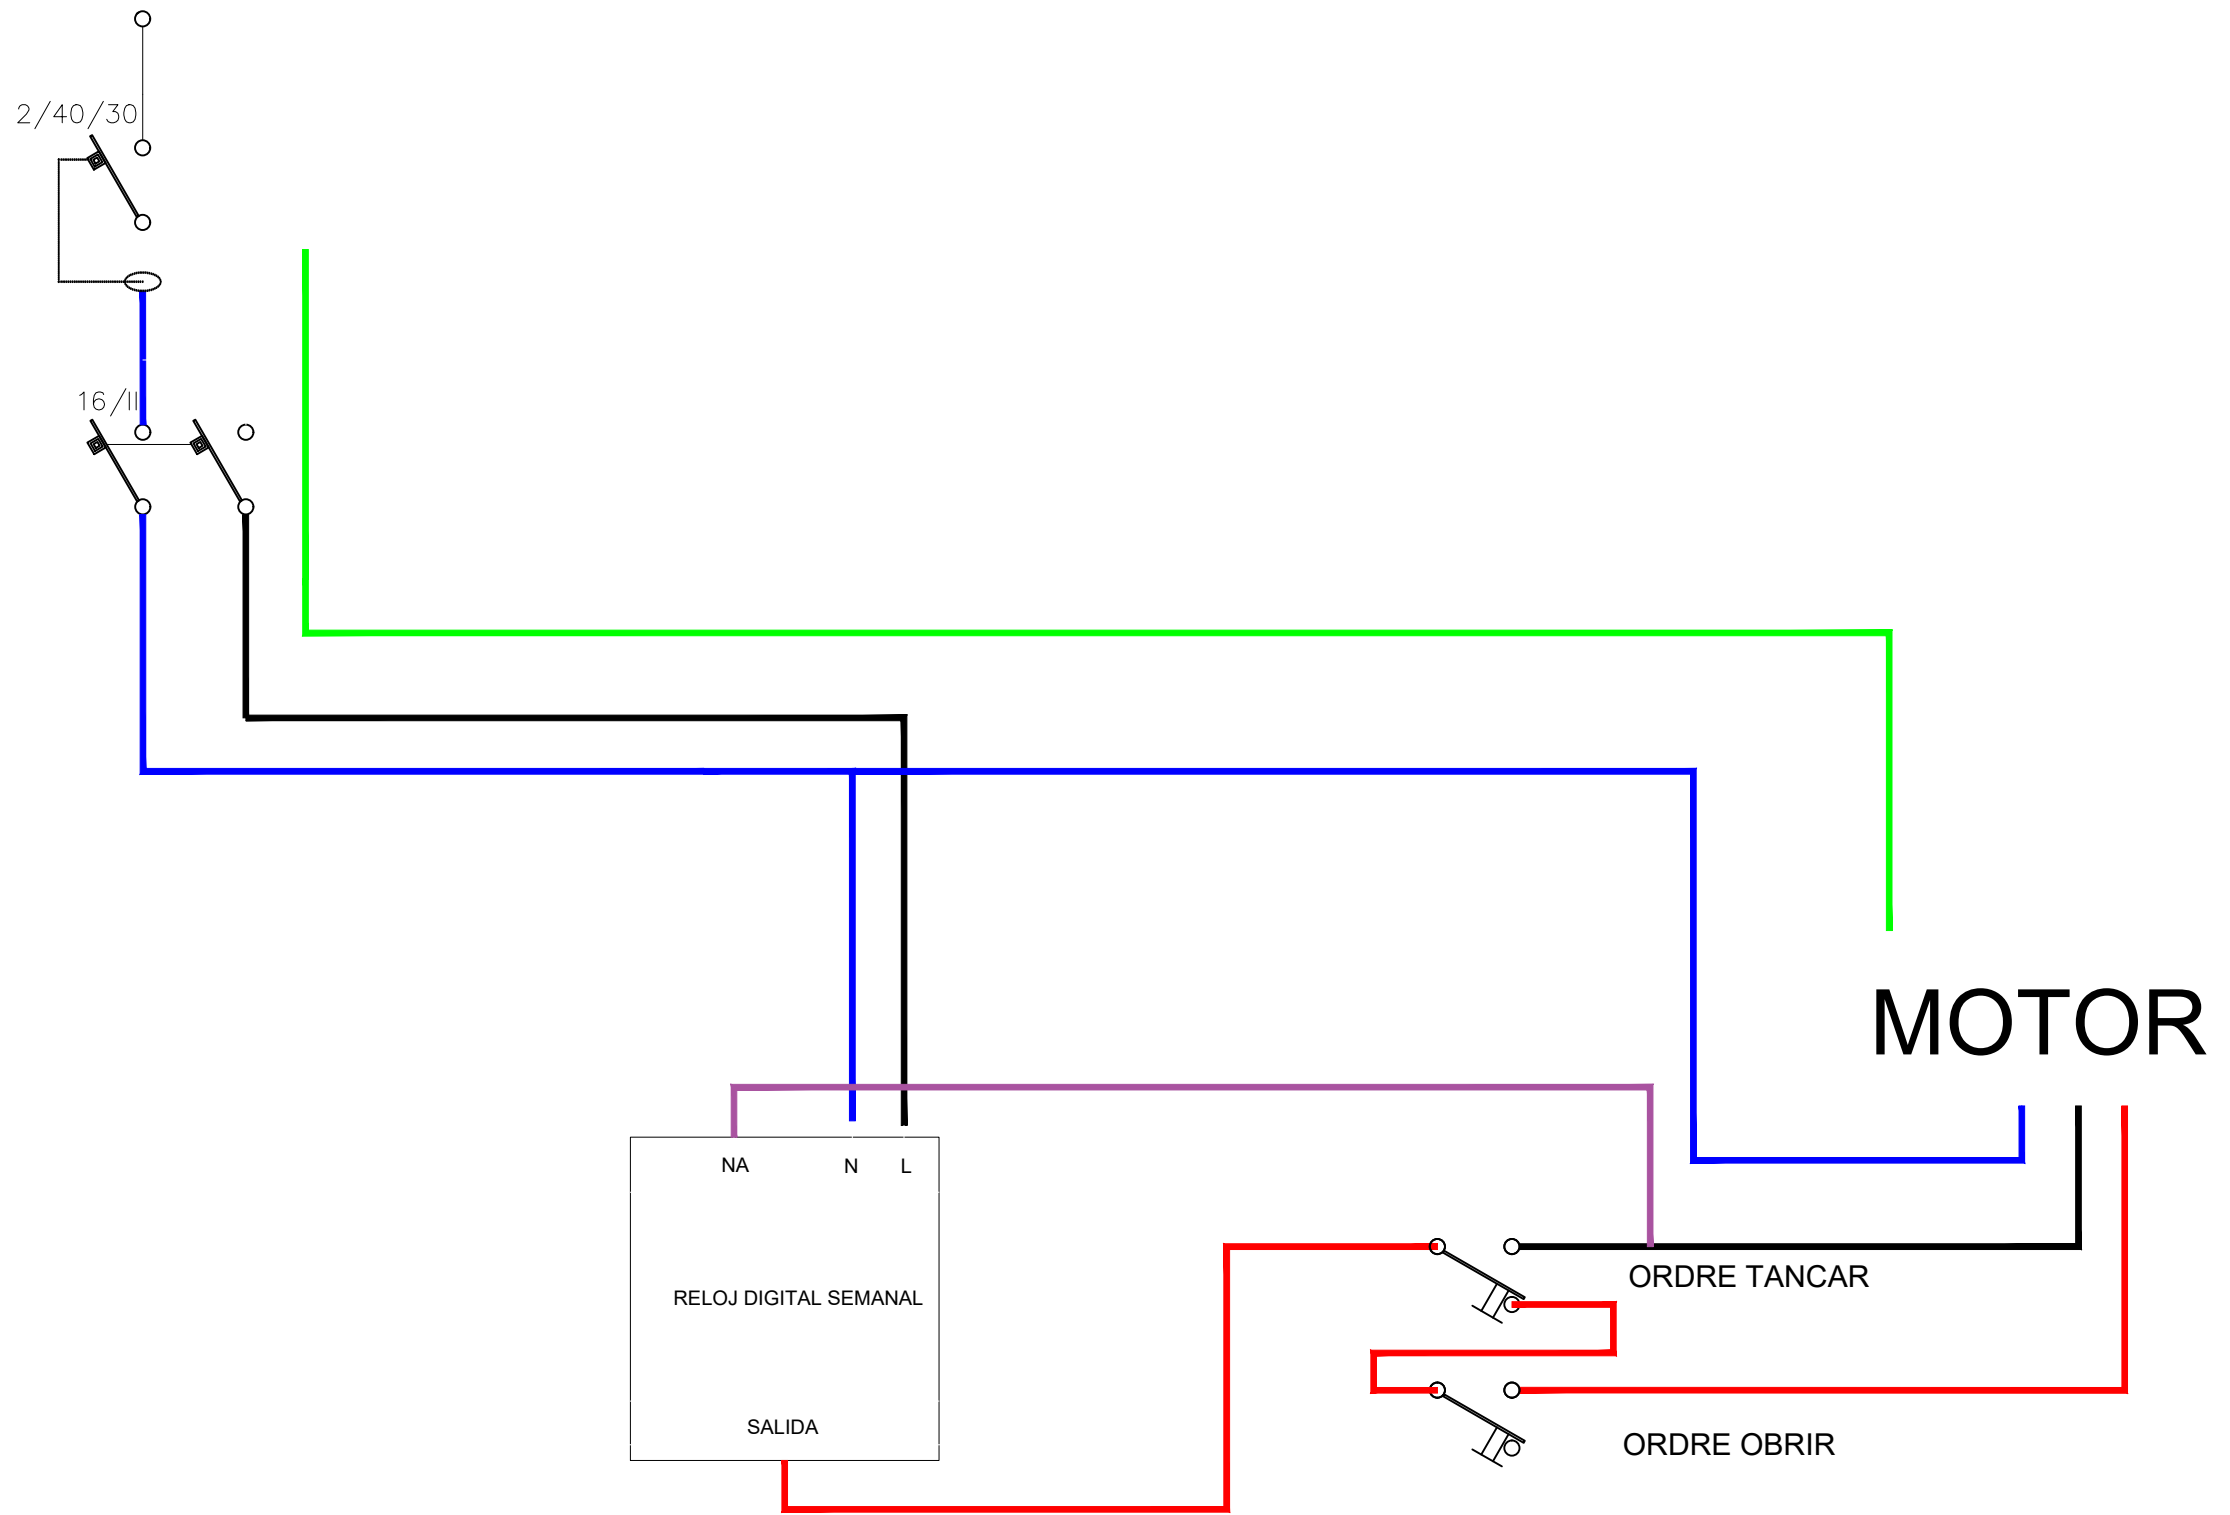 2/40/30
16/II
MOTOR
NA
N
L
ORDRE TANCAR
RELOJ DIGITAL SEMANAL
SALIDA
ORDRE OBRIR